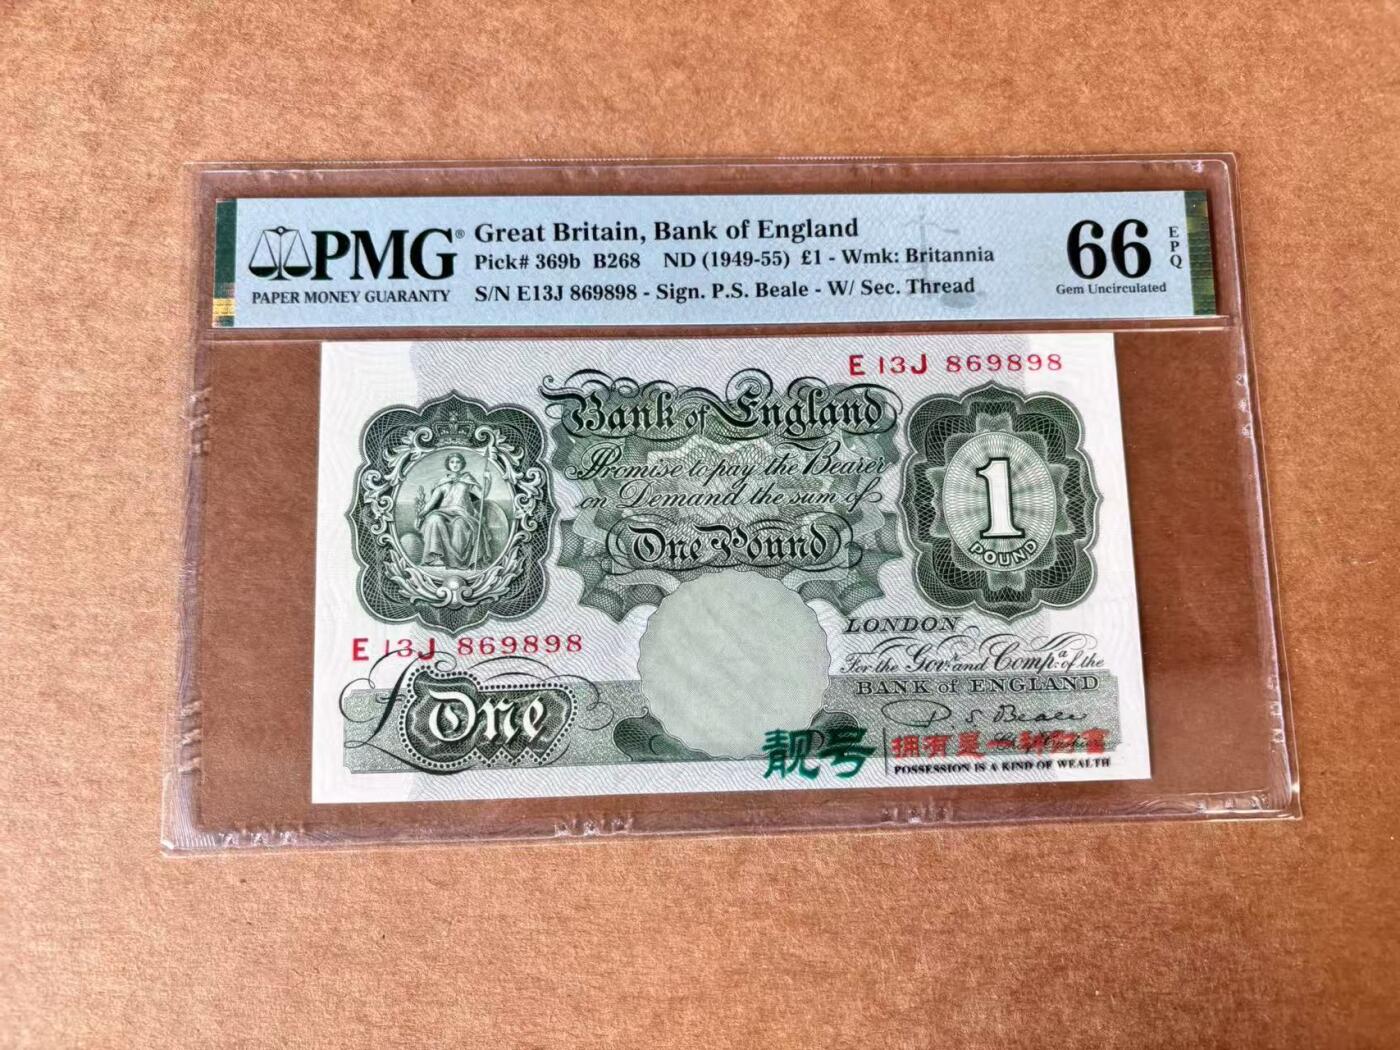 PMG®
PAPER MONEY GUARANTY
Great Britain, Bank of England
Pick# 369b B268 ND (1949-55) £1 - Wmk: Britannia
S/N E13J 869898 - Sign. P.S. Beale - W/ Sec. Thread
66
EPQ
Gem Uncirculated
E 13J 869898
Bank of England
Promise to pay the Bearer
on Demand the sum of
One Pound
1
POUND
E 13J 869898
LONDON
For the Govr. and Compa. of the
BANK of ENGLAND
P. S. Beale
£ One
靓号
拥有是一种财富
POSSESSION IS A KIND OF WEALTH